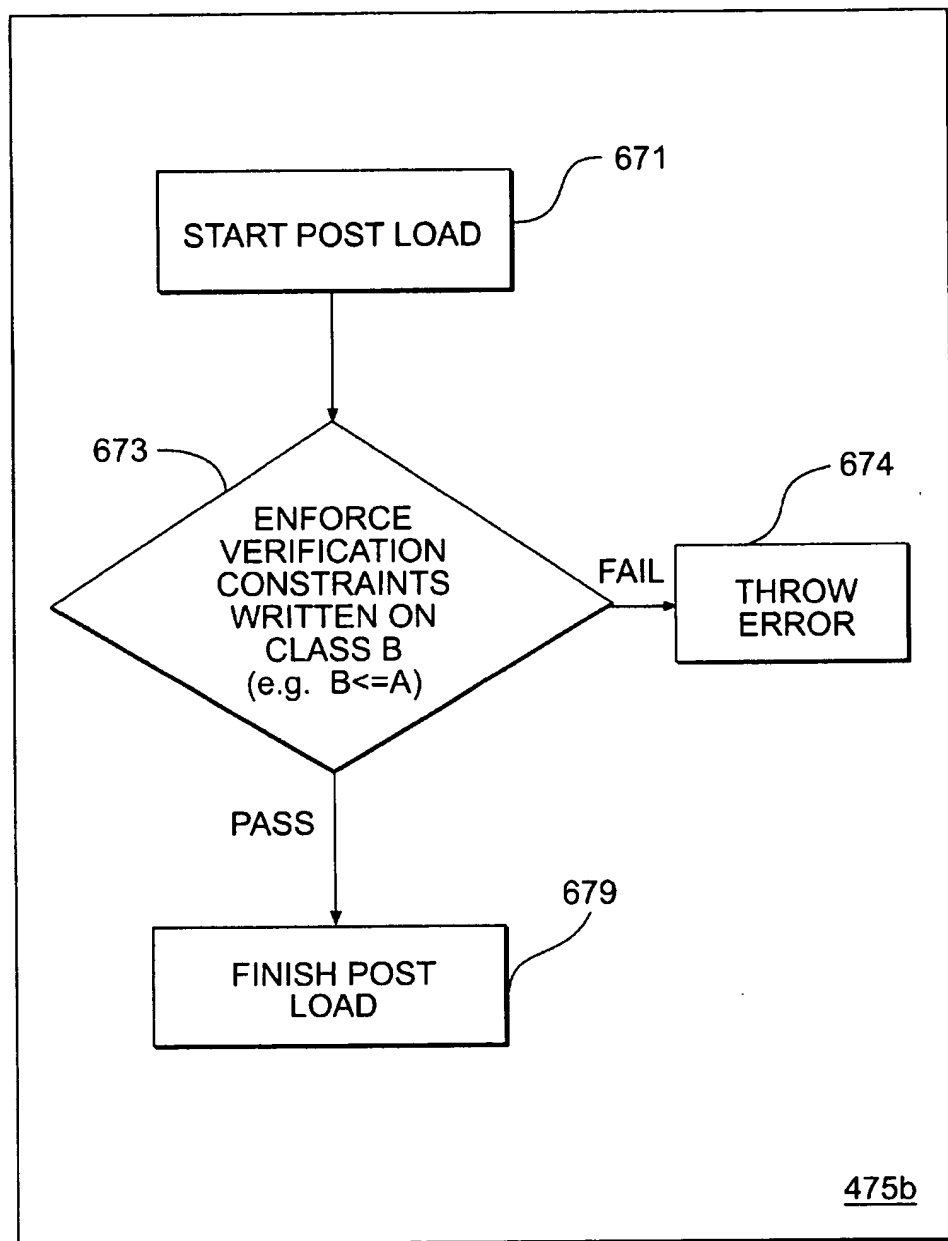 671
START POST LOAD
673
ENFORCE
VERIFICATION
CONSTRAINTS
WRITTEN ON
CLASS B
(e.g. B<=A)
FAIL
674
THROW
ERROR
PASS
679
FINISH POST
LOAD
475b